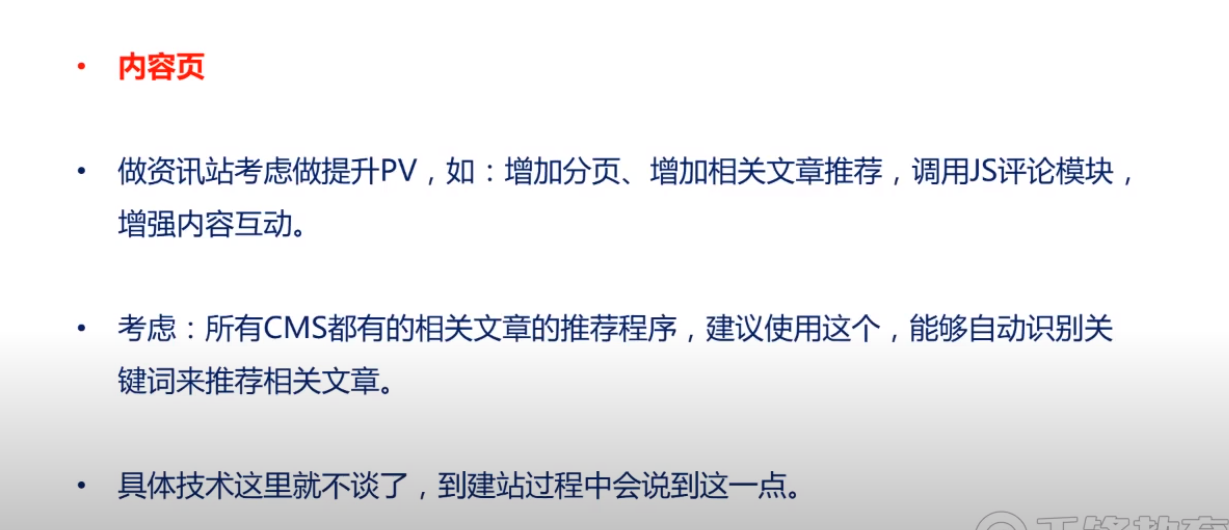 • 内容页
• 做资讯站考虑做提升PV，如：增加分页、增加相关文章推荐，调用JS评论模块，
增强内容互动。
• 考虑：所有CMS都有的相关文章的推荐程序，建议使用这个，能够自动识别关
键词来推荐相关文章。
• 具体技术这里就不谈了，到建站过程中会说到这一点。